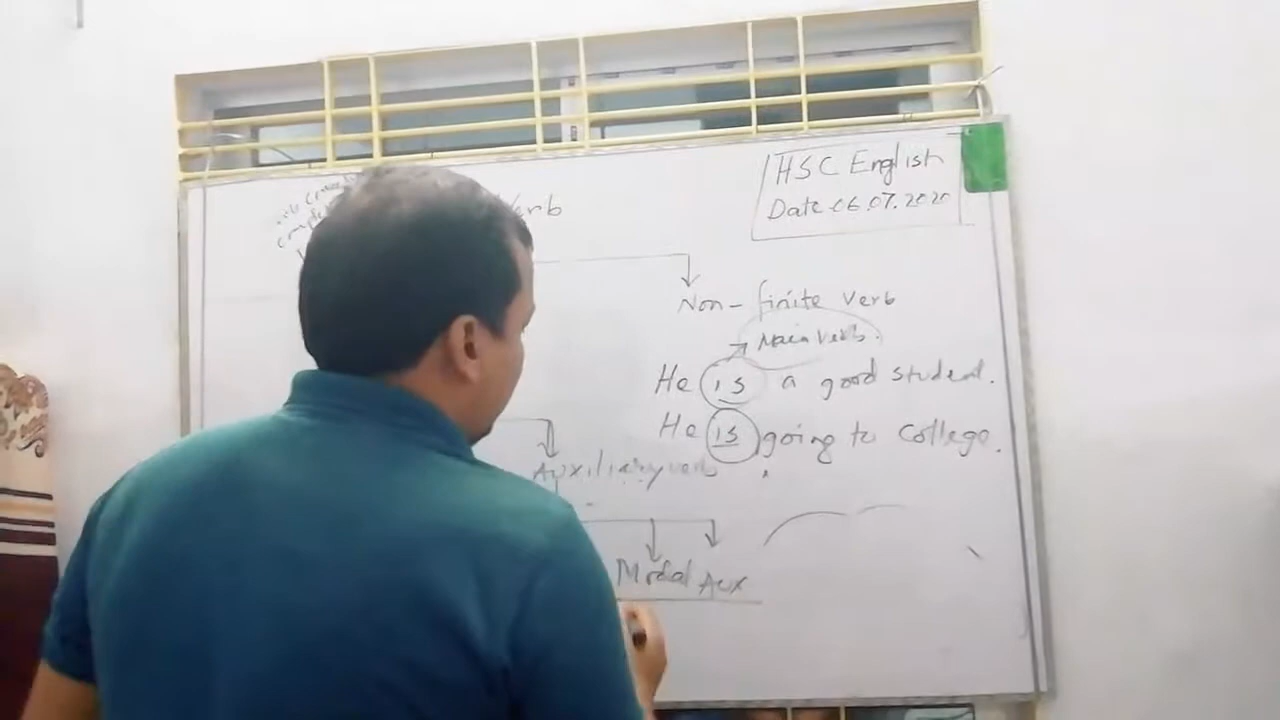 HSC English
Date 06.07.2020
Non-finite verb
Main verb.
He is a good student.
He is going to college.
Auxiliary verb
Modal Aux